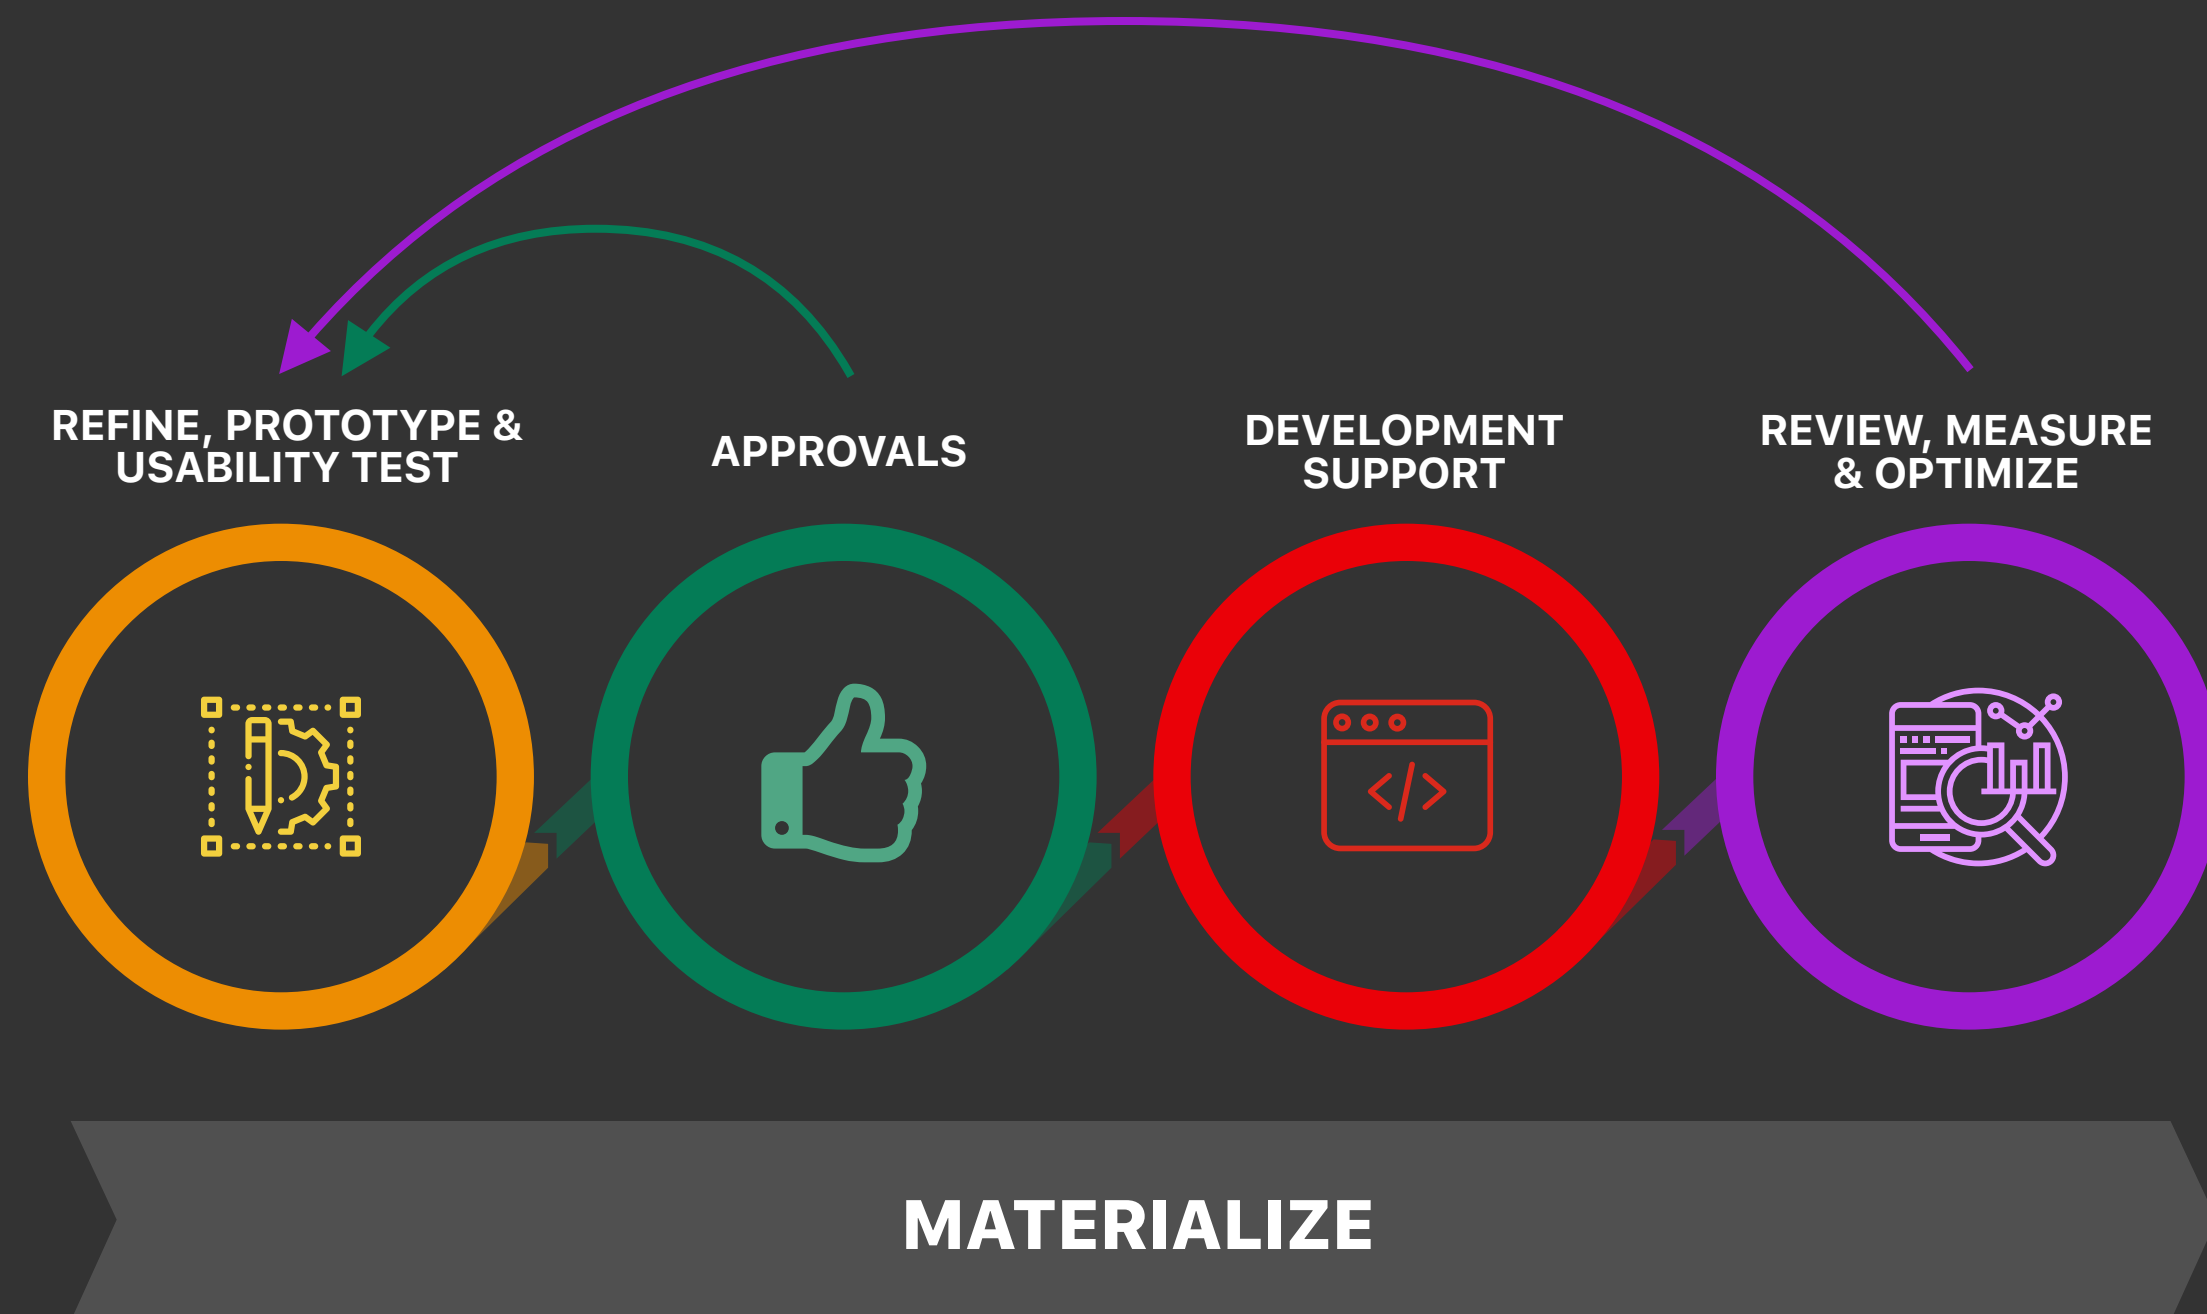 REFINE, PROTOTYPE &
USABILITY TEST
APPROVALS
DEVELOPMENT
SUPPORT
REVIEW, MEASURE
& OPTIMIZE
</>
MATERIALIZE